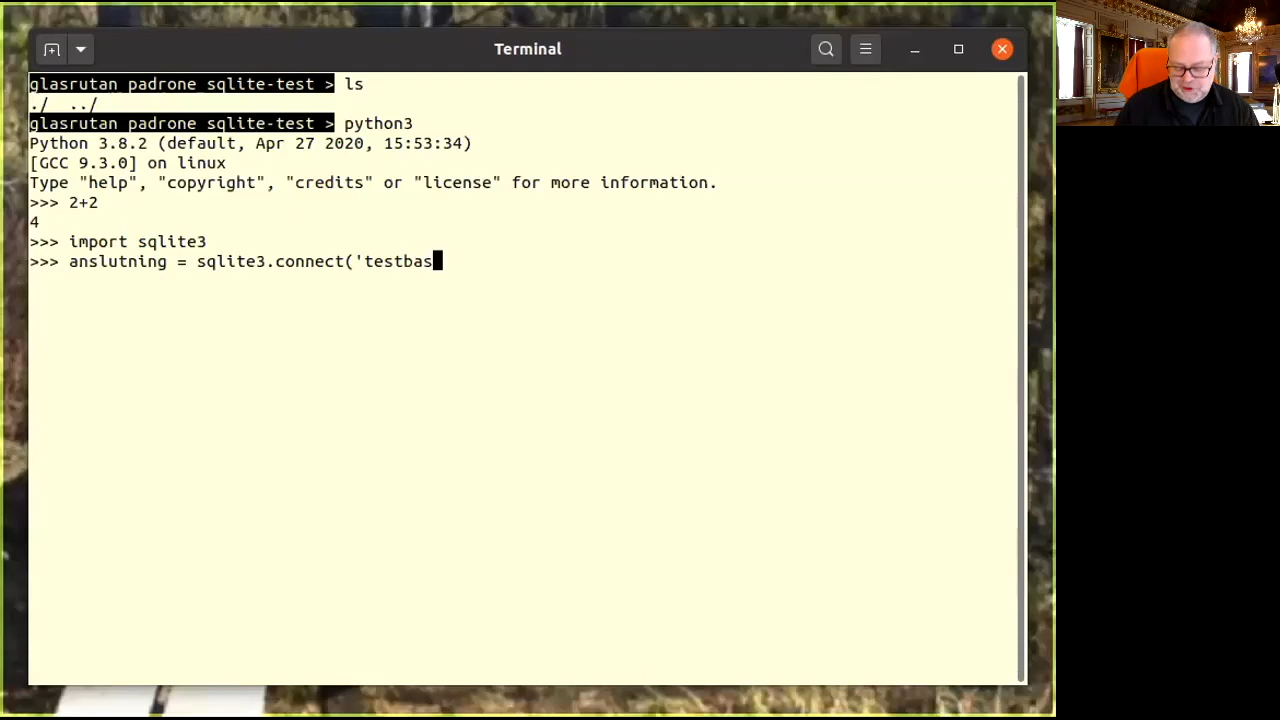 Terminal
glasrutan padrone sqlite-test > ls
./  ../
glasrutan padrone sqlite-test > python3
Python 3.8.2 (default, Apr 27 2020, 15:53:34)
[GCC 9.3.0] on linux
Type "help", "copyright", "credits" or "license" for more information.
>>> 2+2
4
>>> import sqlite3
>>> anslutning = sqlite3.connect('testbas